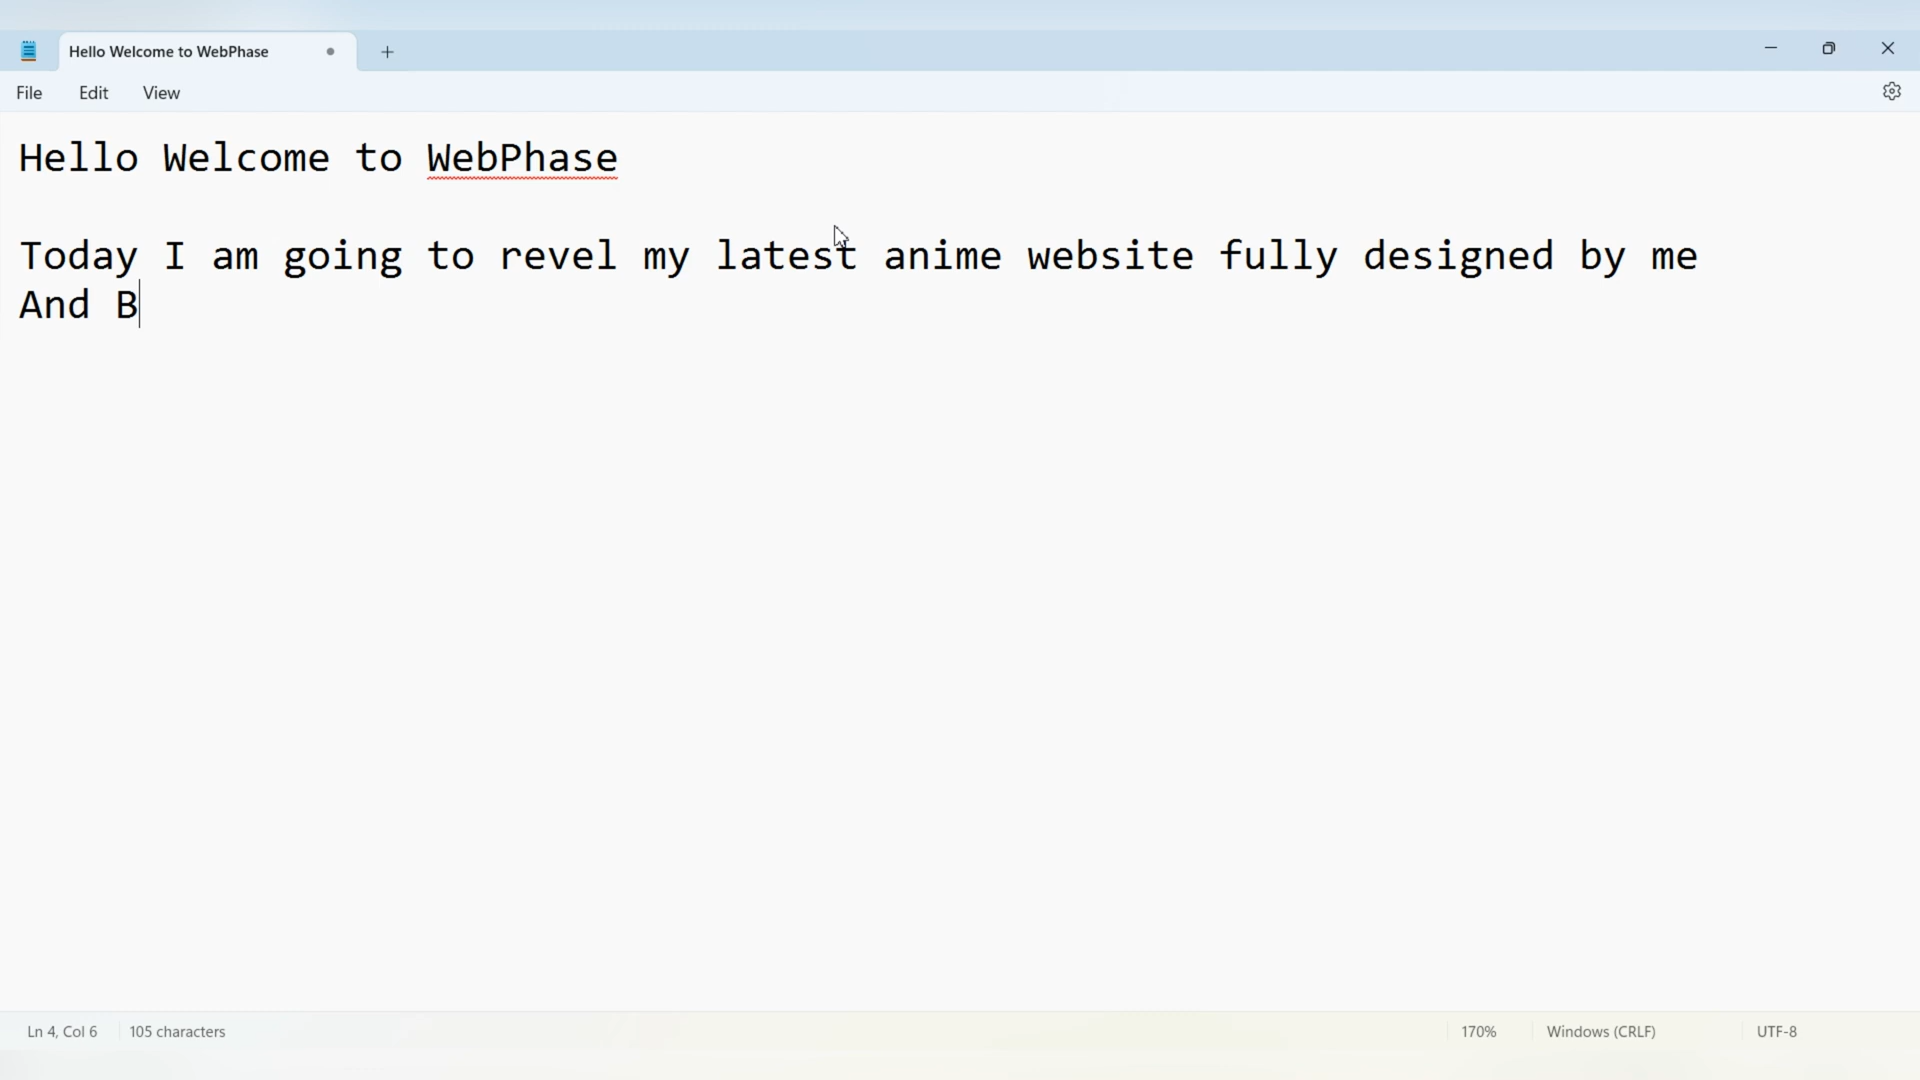 Hello Welcome to WebPhase
File Edit View
Hello Welcome to WebPhase
Today I am going to revel my latest anime website fully designed by me
And B
Ln 4, Col 6 105 characters 170% Windows (CRLF) UTF-8